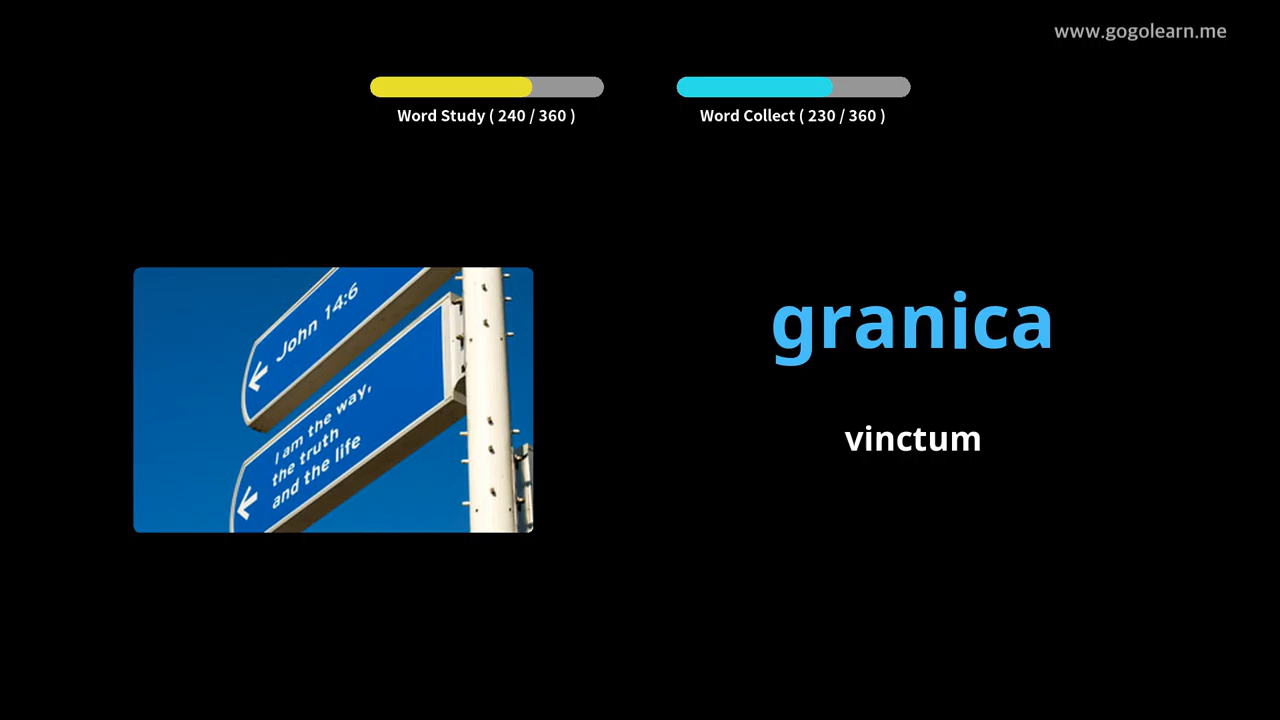 www.gogolearn.me
Word Study ( 240 / 360 )
Word Collect ( 230 / 360 )
John 14:6
I am the way,
the truth
and the life
granica
vinctum